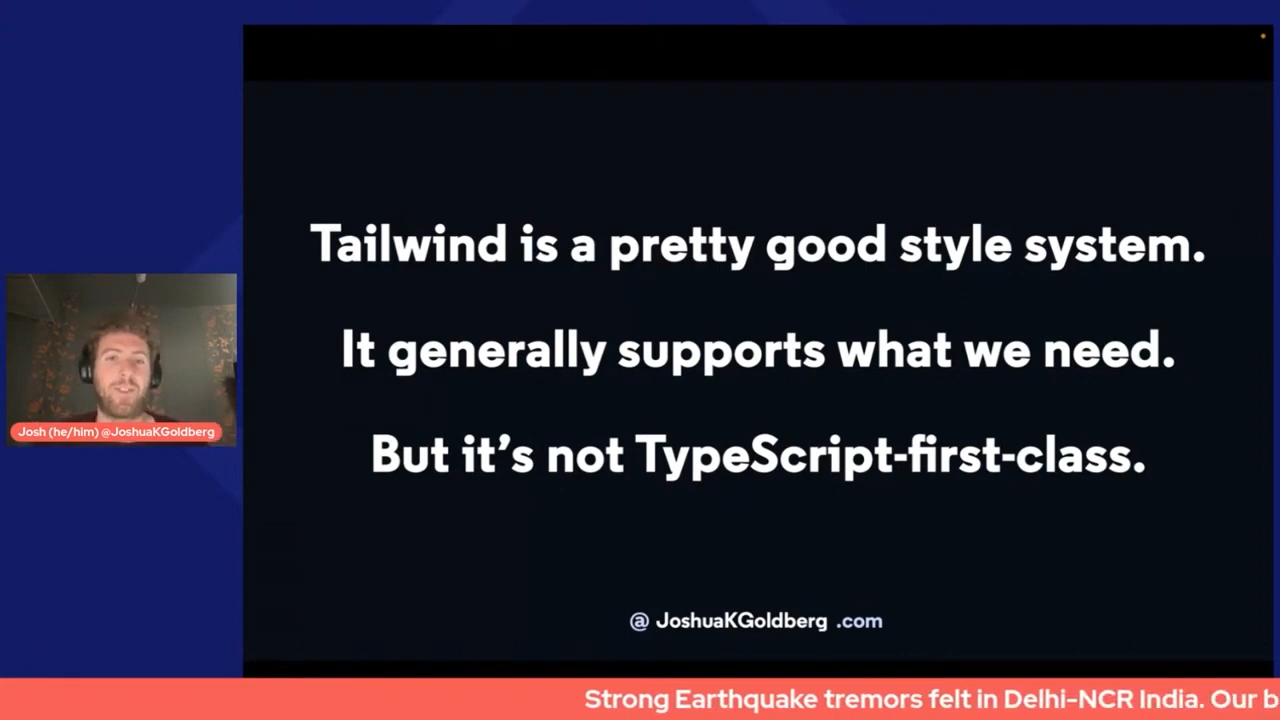 Tailwind is a pretty good style system.
It generally supports what we need.
But it’s not TypeScript-first-class.
Josh (he/him) @JoshuaKGoldberg
@ JoshuaKGoldberg .com
Strong Earthquake tremors felt in Delhi-NCR India. Our b